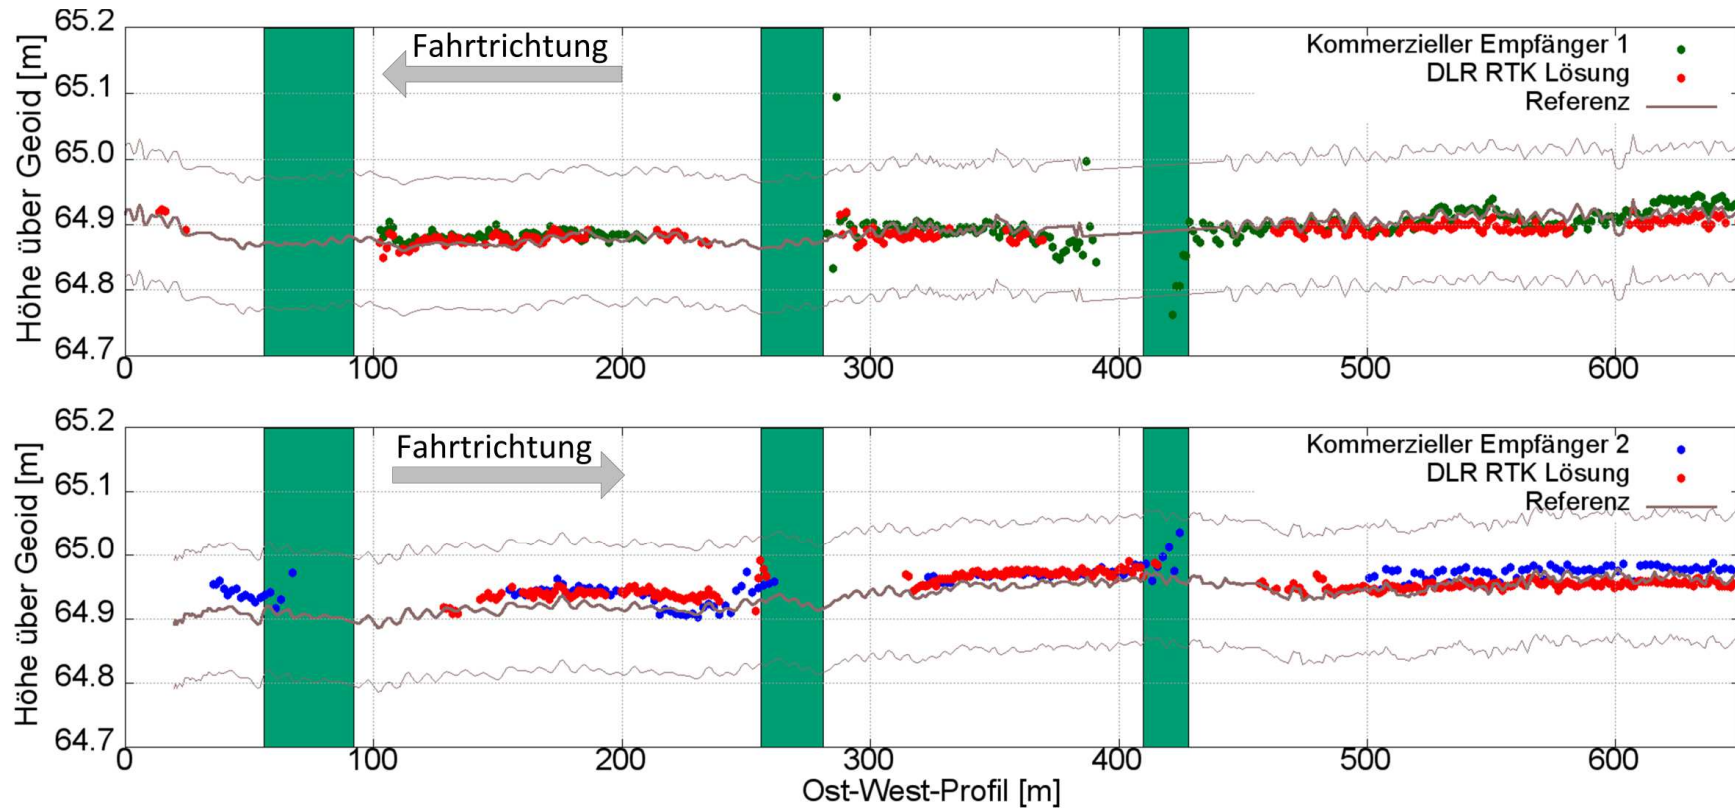 65.2
65.1
65.0
64.9
64.8
64.7
Höhe über Geoid [m]
Fahrtrichtung
Kommerzieller Empfänger 1
DLR RTK Lösung
Referenz
0 100 200 300 400 500 600
65.2
65.1
65.0
64.9
64.8
64.7
Höhe über Geoid [m]
Fahrtrichtung
Kommerzieller Empfänger 2
DLR RTK Lösung
Referenz
0 100 200 300 400 500 600
Ost-West-Profil [m]